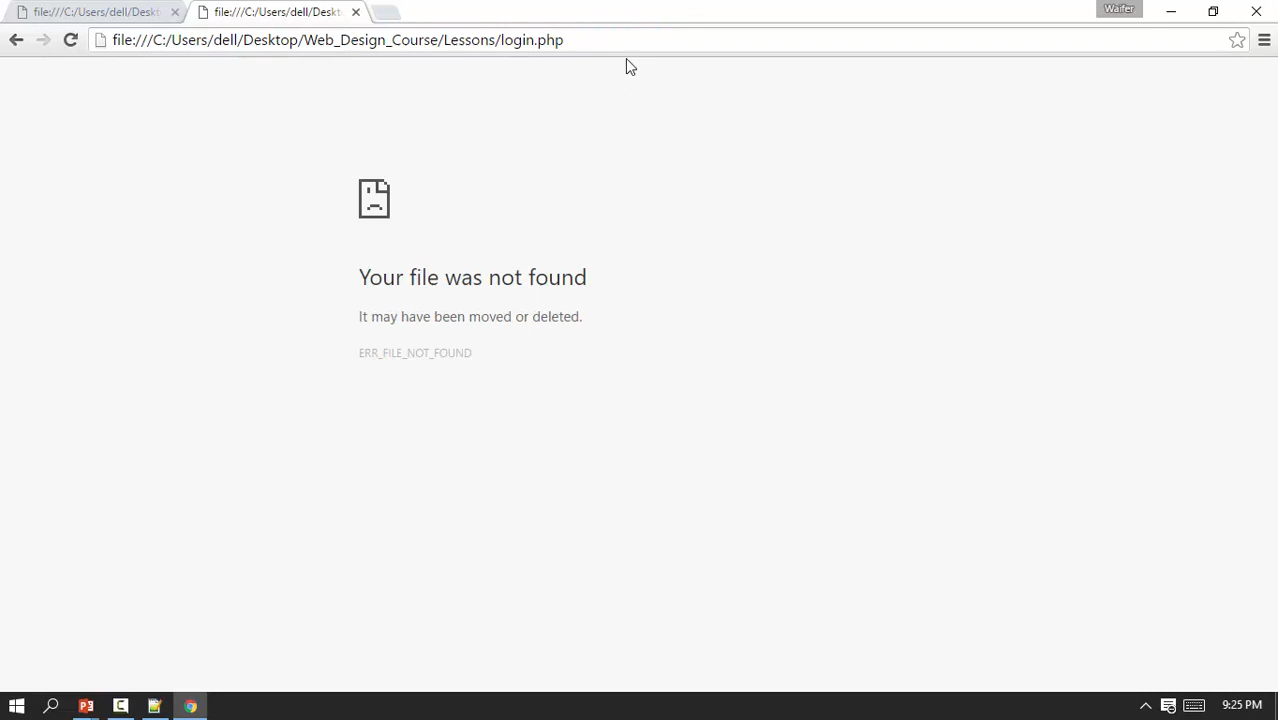 file:///C:/Users/dell/Deskt
file:///C:/Users/dell/Deskt
Waifer
file:///C:/Users/dell/Desktop/Web_Design_Course/Lessons/login.php
Your file was not found
It may have been moved or deleted.
ERR_FILE_NOT_FOUND
9:25 PM